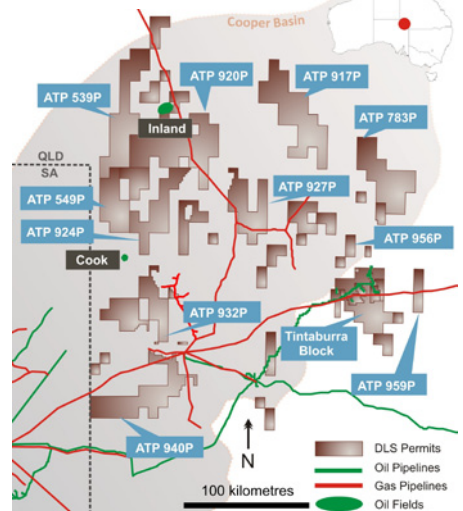 Cooper Basin
ATP 920P
ATP 917P
ATP 539P
ATP 783P
Inland
QLD
SA
ATP 549P
ATP 927P
ATP 924P
ATP 956P
Cook
ATP 932P
Tintaburra
Block
ATP 959P
ATP 940P
N
100 kilometres
DLS Permits
Oil Pipelines
Gas Pipelines
Oil Fields